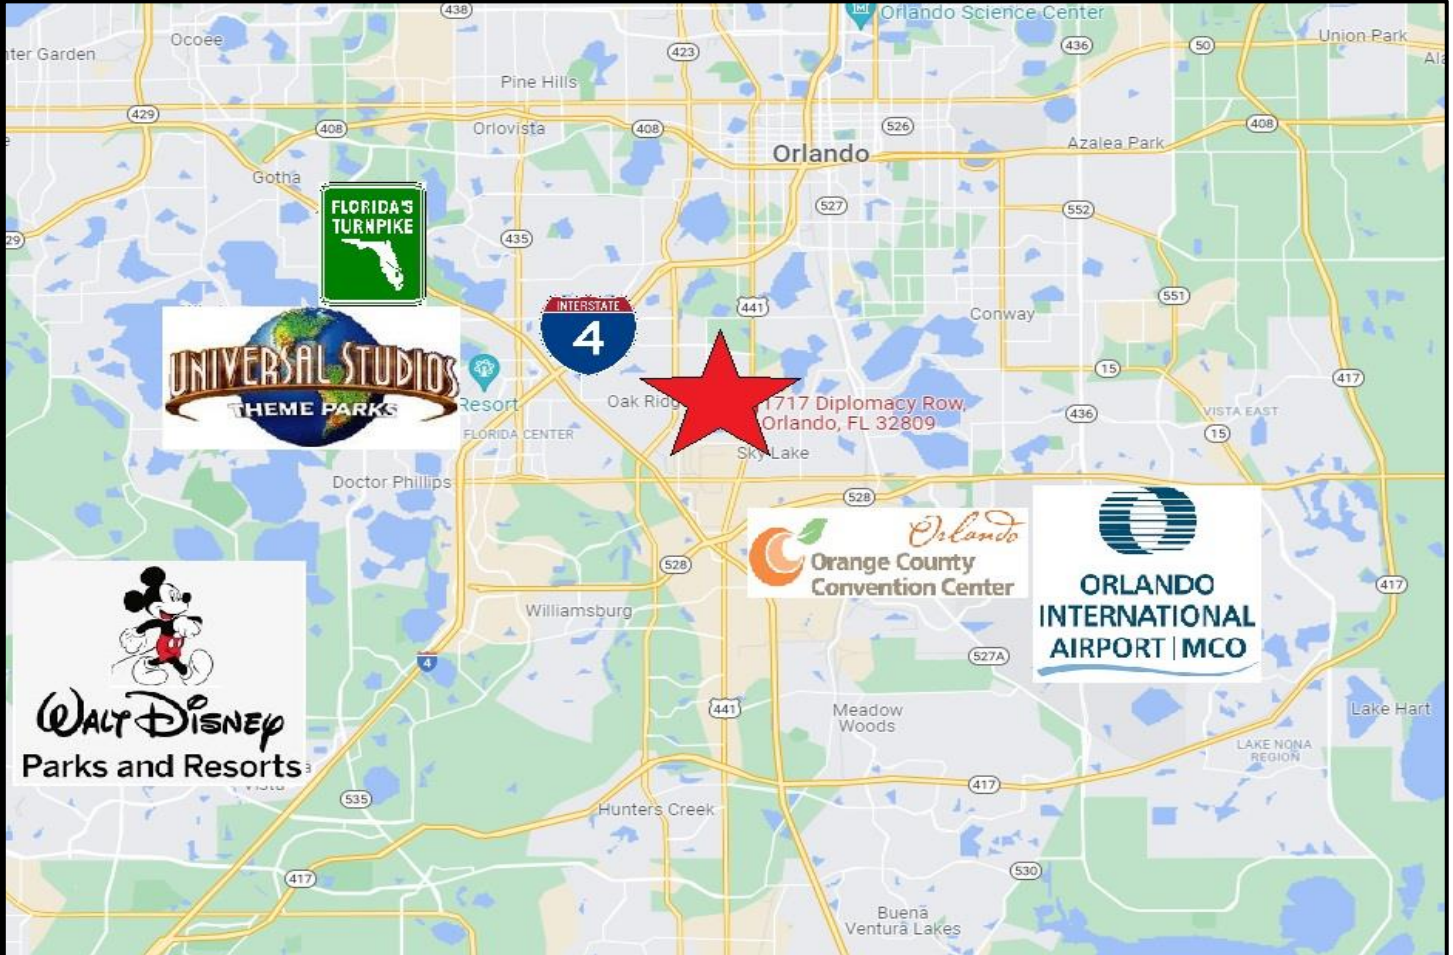 438
Orlando Science Center
Ocoee
423
436
50
Union Park
nter Garden
Pine Hills
429
408
Orlovista
408
526
408
Azalea Park
Orlando
Gotha
FLORIDA'S
TURNPIKE
527
552
29
435
INTERSTATE
4
441
551
Conway
UNIVERSAL STUDIOS
THEME PARKS
Resort
15
417
Oak Ridg
1717 Diplomacy Row,
Orlando, FL 32809
436
VISTA EAST
15
FLORIDA CENTER
Sky Lake
Doctor Phillips
528
Orlando
Orange County
Convention Center
ORLANDO
INTERNATIONAL
AIRPORT | MCO
528
417
Williamsburg
527A
4
WALT DISNEY
Parks and Resorts
Vista
441
Meadow
Woods
Lake Hart
LAKE NONA
REGION
535
417
Hunters Creek
417
530
Buena
Ventura Lakes